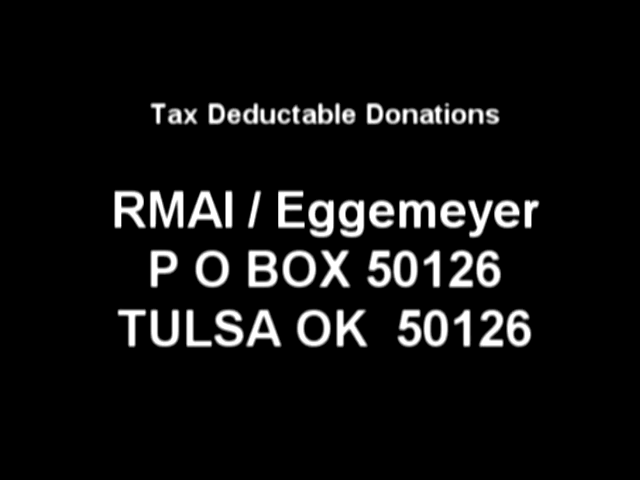 Tax Deductable Donations
RMAI / Eggemeyer
P O BOX 50126
TULSA OK 50126